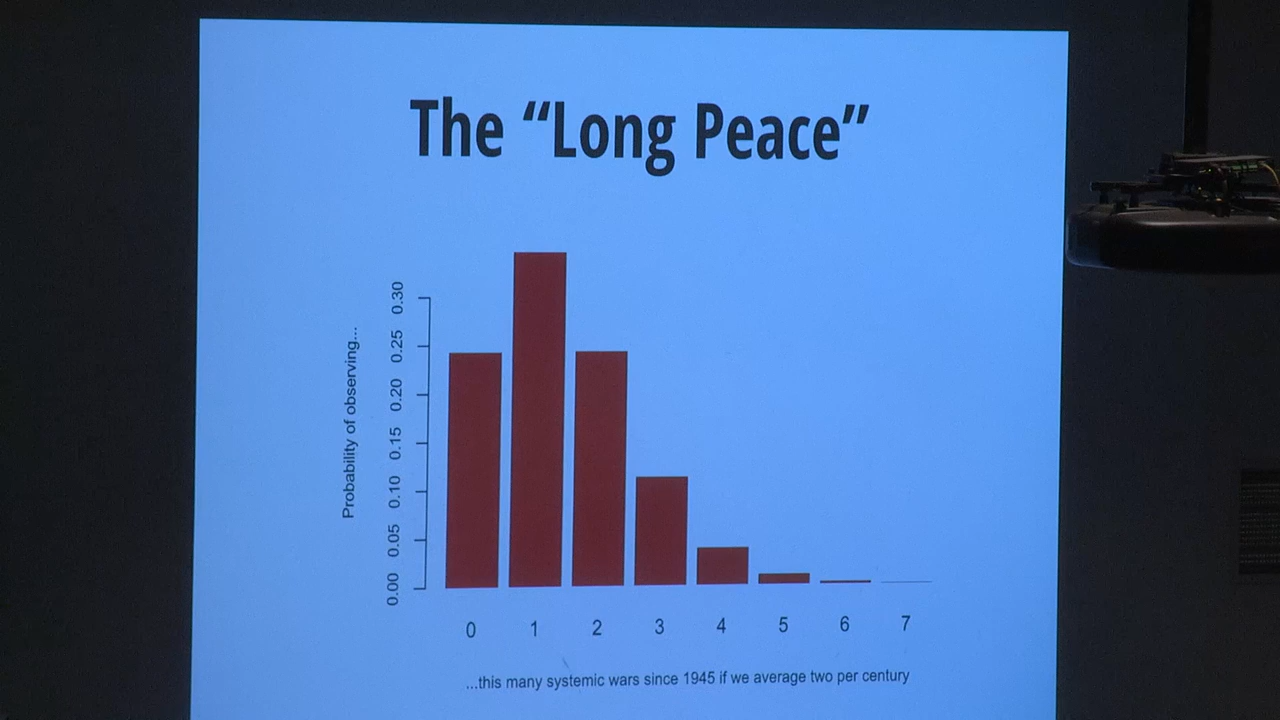 The “Long Peace”
Probability of observing...
0.30
0.25
0.20
0.15
0.10
0.05
0.00
0 1 2 3 4 5 6 7
...this many systemic wars since 1945 if we average two per century